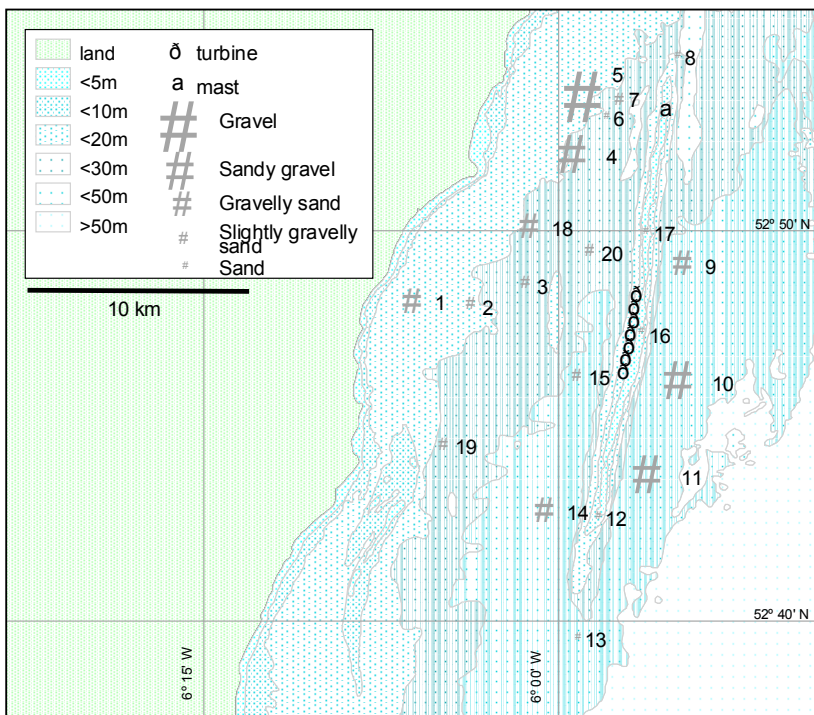 land
<5m
<10m
<20m
<30m
<50m
>50m
ð turbine
a mast
# Gravel
# Sandy gravel
# Gravelly sand
# Slightly gravelly
sand
# Sand
10 km
8
5
# 7
# 6
a
# 4
52º 50' N
# 18
# 17
# 20
# 9
# 3
# 1
# 2
ð
ð
ð
ð
ð
ð
ð
# 16
# 15
# 10
# 19
# 11
# 14
# 12
52º 40' N
# 13
6º 15' W
6º 00' W